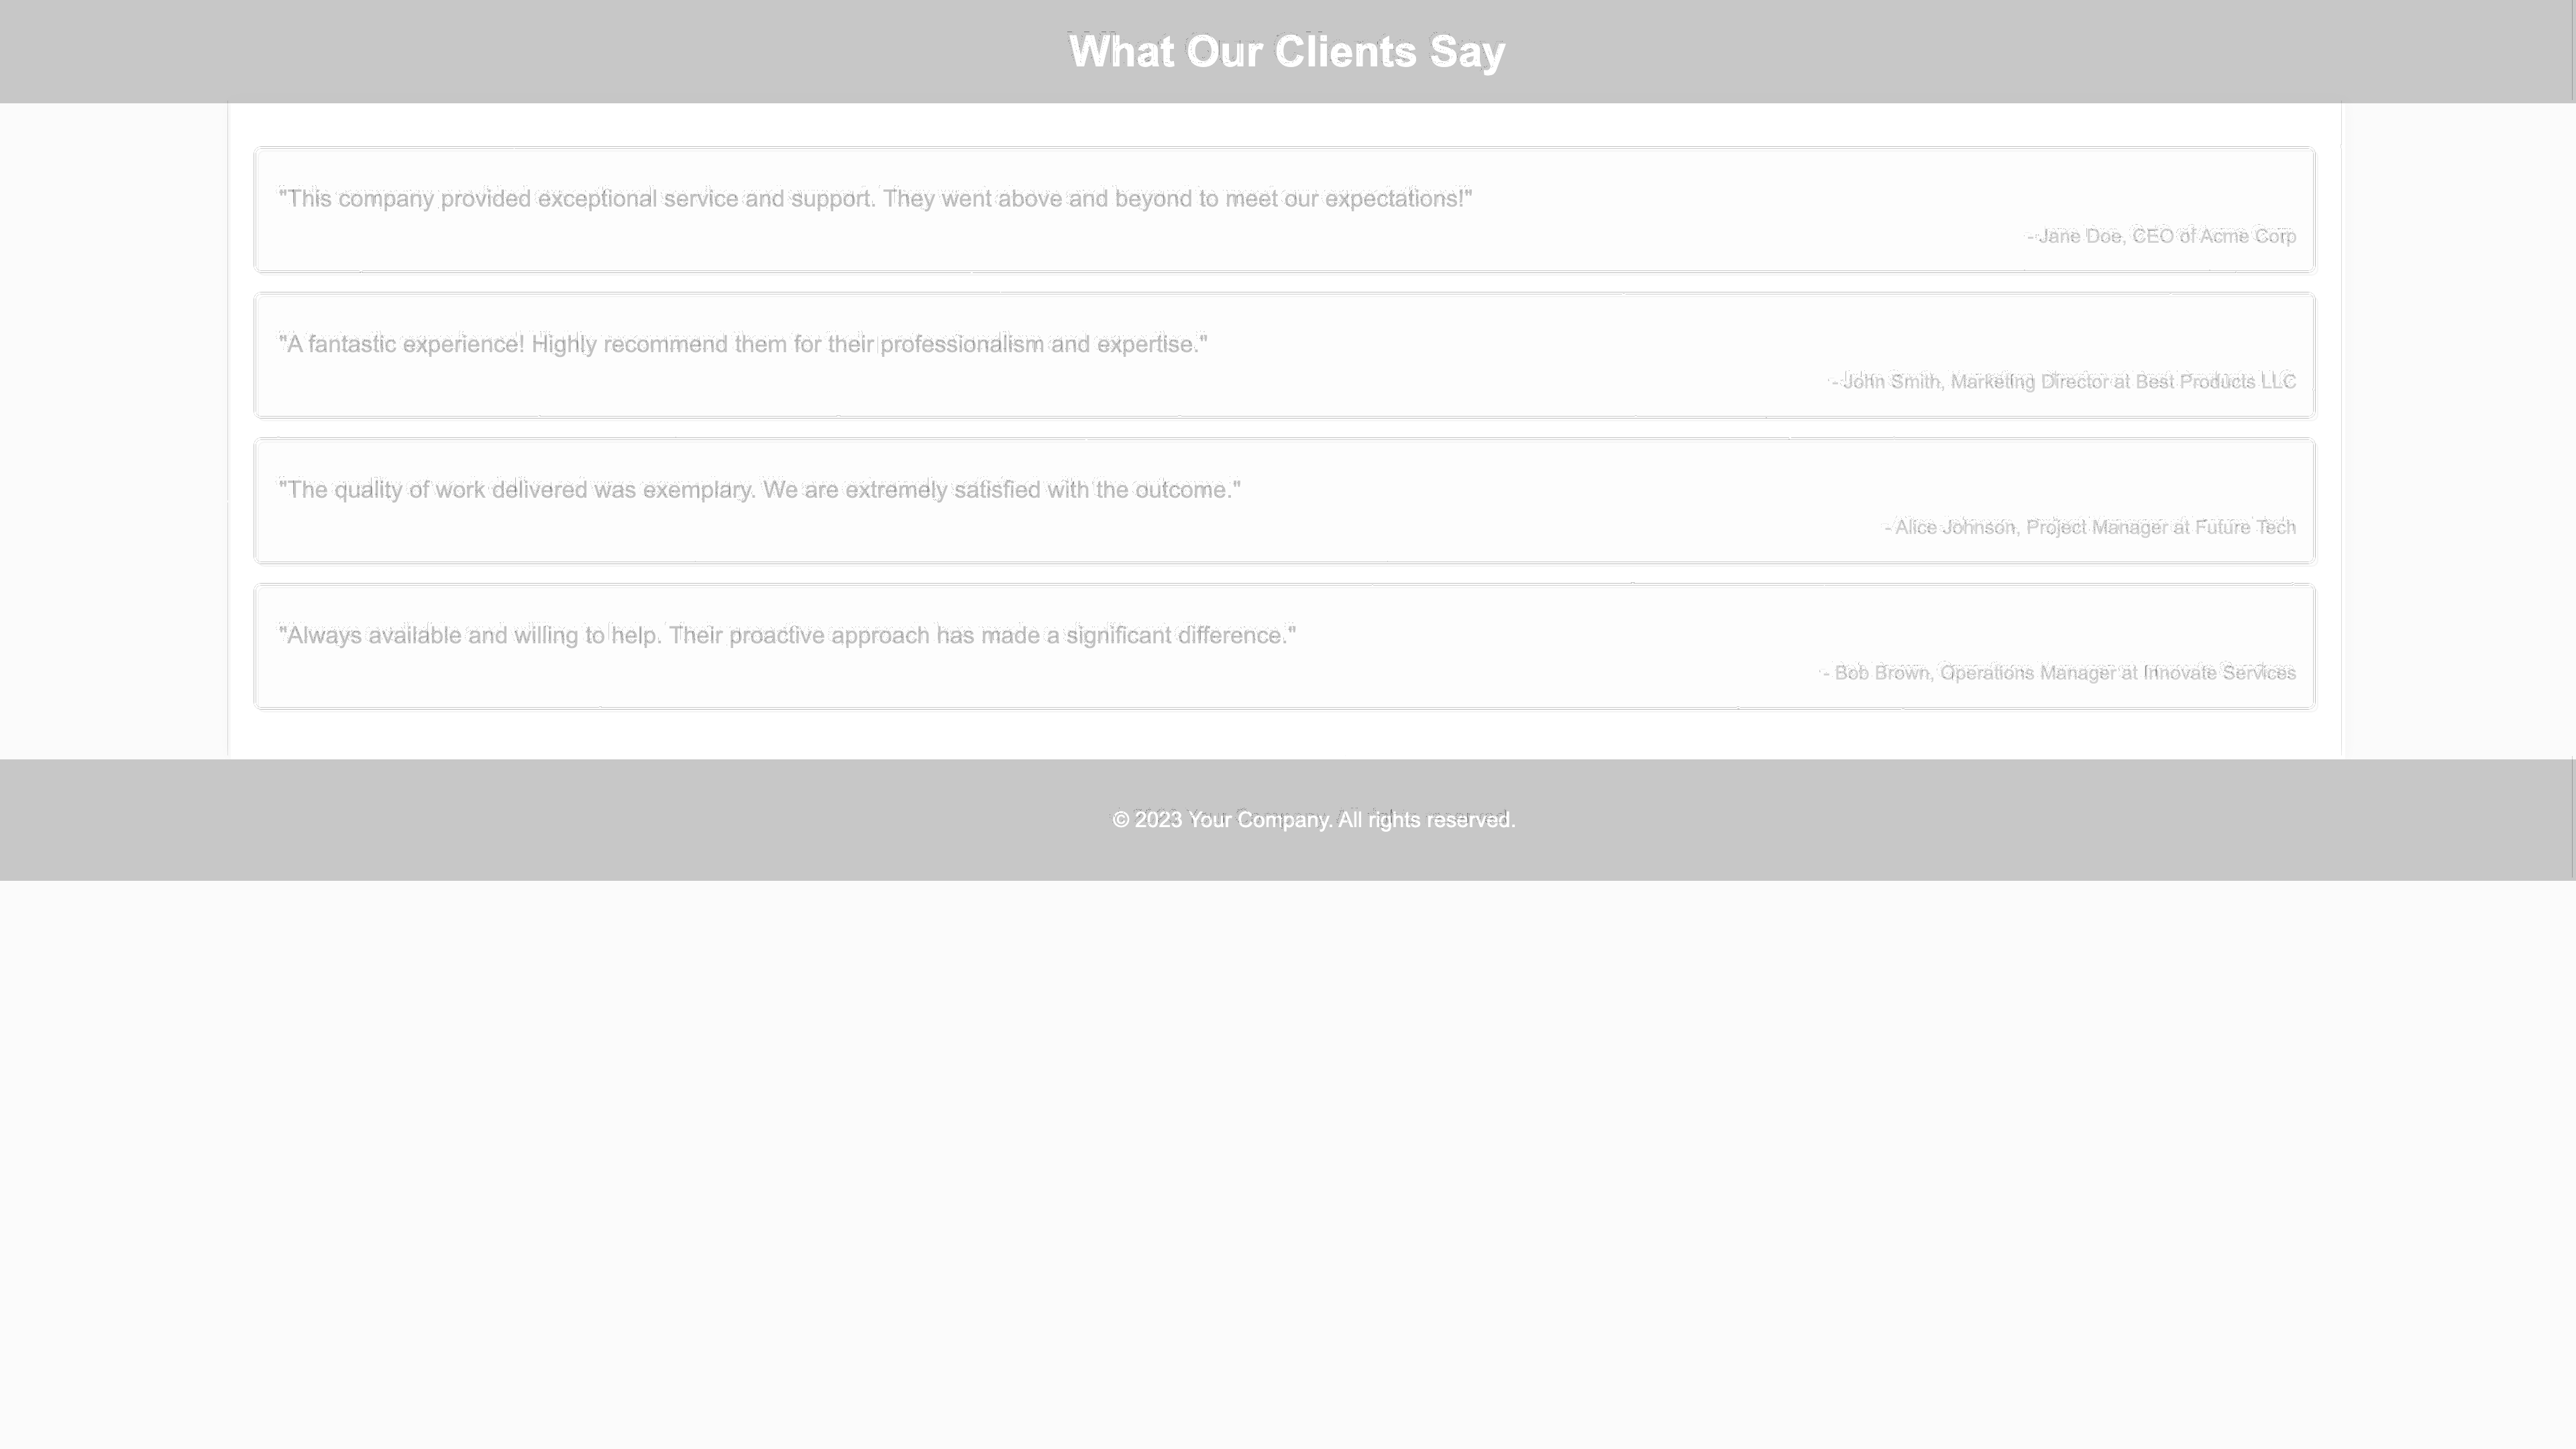 What Our Clients Say
"This company provided exceptional service and support. They went above and beyond to meet our expectations!"
- Jane Doe, CEO of Acme Corp
"A fantastic experience! Highly recommend them for their professionalism and expertise."
- John Smith, Marketing Director at Best Products LLC
"The quality of work delivered was exemplary. We are extremely satisfied with the outcome."
- Alice Johnson, Project Manager at Future Tech
"Always available and willing to help. Their proactive approach has made a significant difference."
- Bob Brown, Operations Manager at Innovate Services
© 2023 Your Company. All rights reserved.